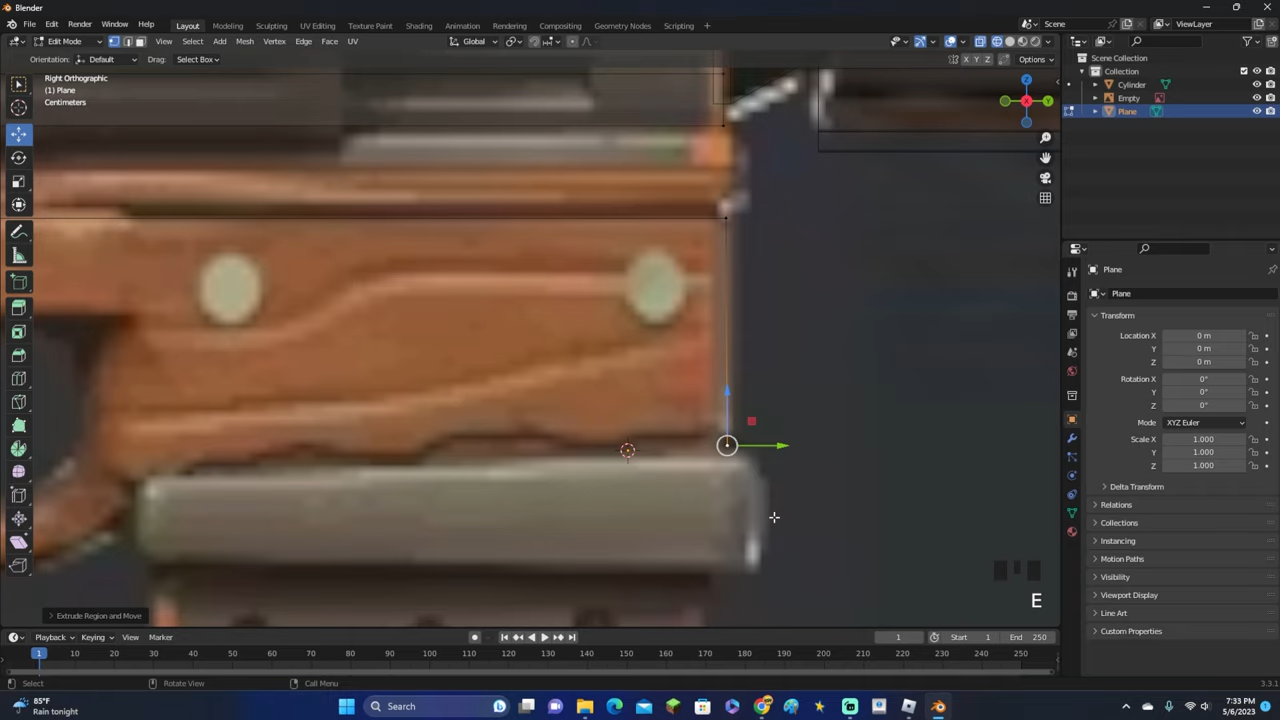 Blender
File Edit Render Window Help
Layout Modeling Sculpting UV Editing Texture Paint Shading Animation Rendering Compositing Geometry Nodes Scripting +
Scene ViewLayer
Edit Mode View Select Add Mesh Vertex Edge Face UV Global
Orientation: Default Drag: Select Box X Y Z Options
Right Orthographic
(1) Plane
Centimeters
Z
X
Y
Scene Collection
Collection
Cylinder
Empty
Plane
Plane
Plane
Transform
Location X 0 m
Y 0 m
Z 0 m
Rotation X 0°
Y 0°
Z 0°
Mode XYZ Euler
Scale X 1.000
Y 1.000
Z 1.000
Delta Transform
Relations
Collections
Instancing
Motion Paths
Visibility
Viewport Display
Line Art
Custom Properties
E
Extrude Region and Move
Playback Keying View Marker 1 Start 1 End 250
1 10 20 30 40 50 60 70 80 90 100 110 120 130 140 150 160 170 180 190 200 210 220 230 240 250
Select Rotate View Call Menu 3.3.1
85°F
Rain tonight
Search
7:33 PM
5/6/2023